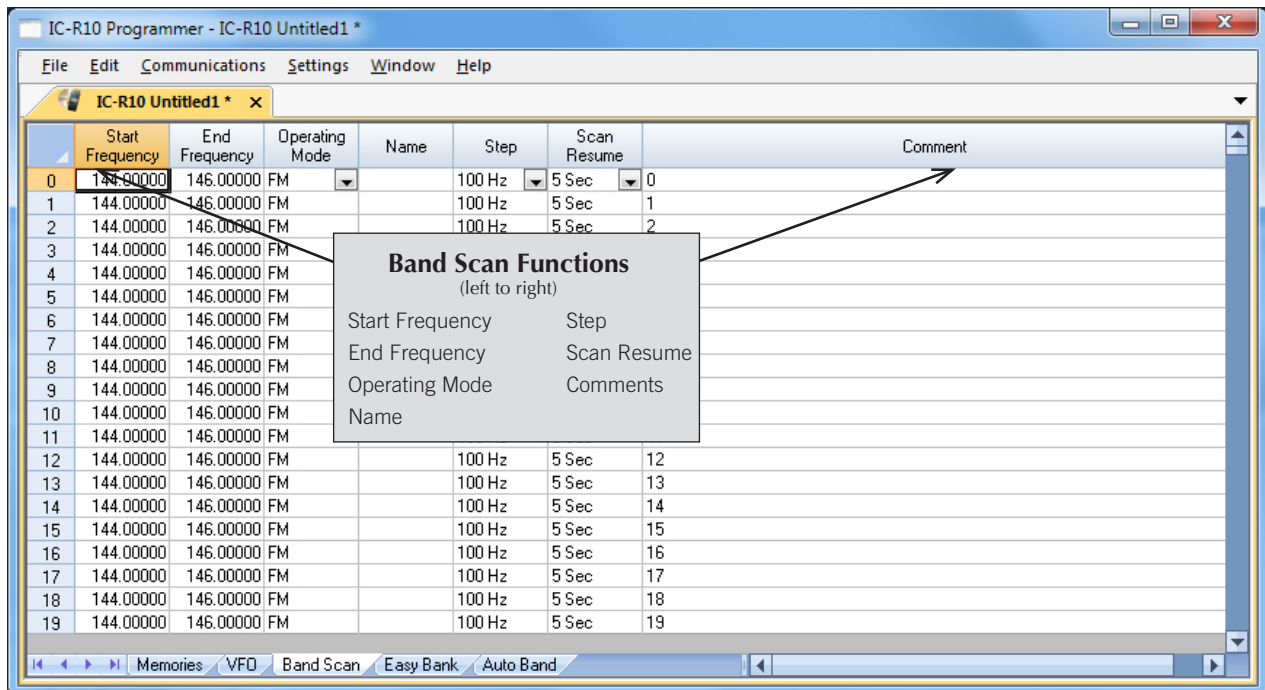 IC-R10 Programmer - IC-R10 Untitled1 *
File Edit Communications Settings Window Help
IC-R10 Untitled1 * x
Start Frequency End Frequency Operating Mode Name Step Scan Resume Comment
0 144.00000 146.00000 FM 100 Hz 5 Sec 0
1 144.00000 146.00000 FM 100 Hz 5 Sec 1
2 144.00000 146.00000 FM 100 Hz 5 Sec 2
3 144.00000 146.00000 FM
4 144.00000 146.00000 FM
5 144.00000 146.00000 FM
6 144.00000 146.00000 FM
7 144.00000 146.00000 FM
8 144.00000 146.00000 FM
9 144.00000 146.00000 FM
10 144.00000 146.00000 FM
11 144.00000 146.00000 FM
12 144.00000 146.00000 FM 100 Hz 5 Sec 12
13 144.00000 146.00000 FM 100 Hz 5 Sec 13
14 144.00000 146.00000 FM 100 Hz 5 Sec 14
15 144.00000 146.00000 FM 100 Hz 5 Sec 15
16 144.00000 146.00000 FM 100 Hz 5 Sec 16
17 144.00000 146.00000 FM 100 Hz 5 Sec 17
18 144.00000 146.00000 FM 100 Hz 5 Sec 18
19 144.00000 146.00000 FM 100 Hz 5 Sec 19
Band Scan Functions
(left to right)
Start Frequency Step
End Frequency Scan Resume
Operating Mode Comments
Name
Memories VFO Band Scan Easy Bank Auto Band